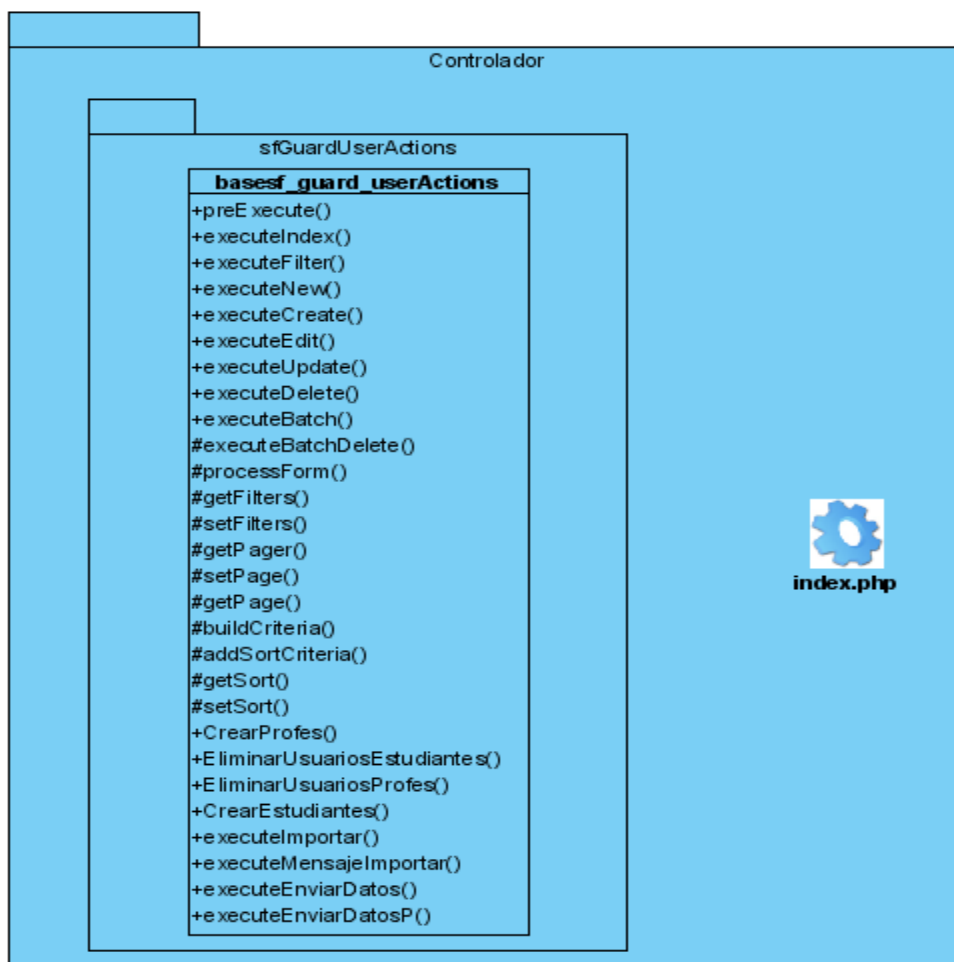 Controlador
sfGuardUserActions
basesf_guard_userActions
+preExecute()
+executeIndex()
+executeFilter()
+executeNew()
+executeCreate()
+executeEdit()
+executeUpdate()
+executeDelete()
+executeBatch()
#executeBatchDelete()
#processForm()
#getFilters()
#setFilters()
#getPager()
#setPage()
#getPage()
#buildCriteria()
#addSortCriteria()
#getSort()
#setSort()
+CrearProfes()
+EliminarUsuariosEstudiantes()
+EliminarUsuariosProfes()
+CrearEstudiantes()
+executeImportar()
+executeMensajeImportar()
+executeEnviarDatos()
+executeEnviarDatosP()
index.php